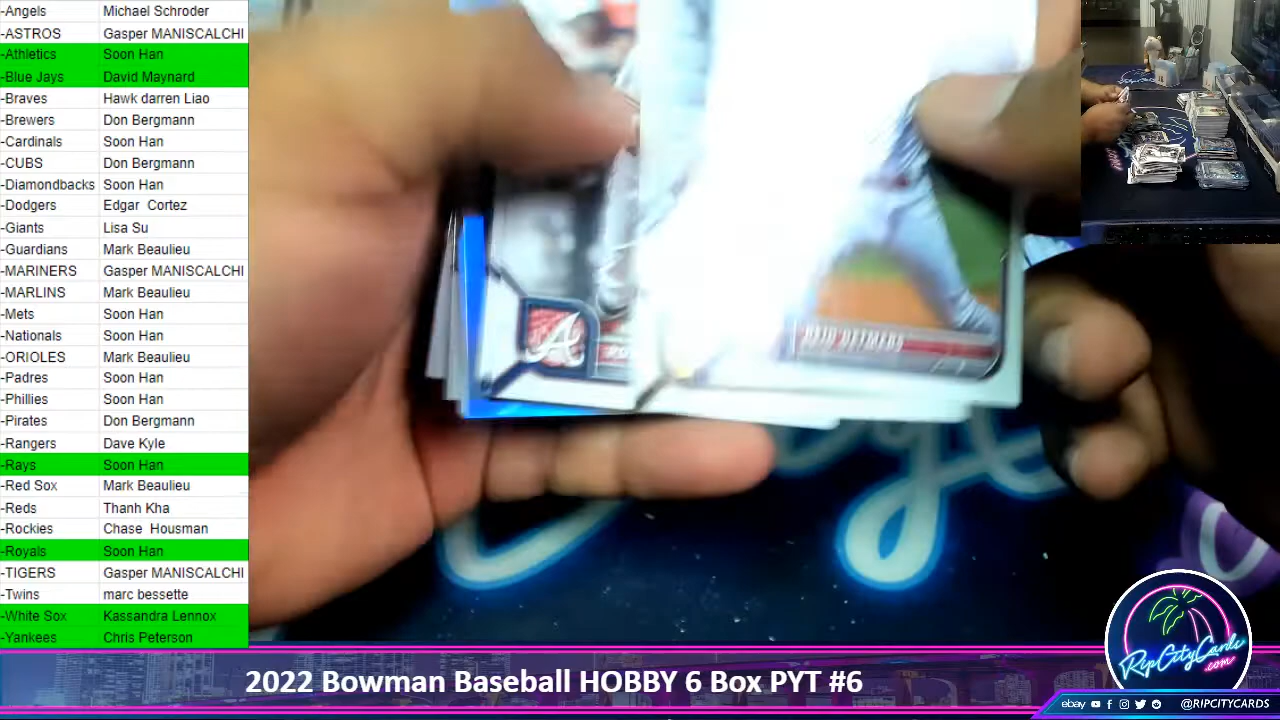 -Angels Michael Schroder
-ASTROS Gasper MANISCALCHI
-Athletics Soon Han
-Blue Jays David Maynard
-Braves Hawk darren Liao
-Brewers Don Bergmann
-Cardinals Soon Han
-CUBS Don Bergmann
-Diamondbacks Soon Han
-Dodgers Edgar Cortez
-Giants Lisa Su
-Guardians Mark Beaulieu
-MARINERS Gasper MANISCALCHI
-MARLINS Mark Beaulieu
-Mets Soon Han
-Nationals Soon Han
-ORIOLES Mark Beaulieu
-Padres Soon Han
-Phillies Soon Han
-Pirates Don Bergmann
-Rangers Dave Kyle
-Rays Soon Han
-Red Sox Mark Beaulieu
-Reds Thanh Kha
-Rockies Chase Housman
-Royals Soon Han
-TIGERS Gasper MANISCALCHI
-Twins marc bessette
-White Sox Kassandra Lennox
-Yankees Chris Peterson
A
REID DETMERS
RipCityCards
.com
2022 Bowman Baseball HOBBY 6 Box PYT #6
ebay @RIPCITYCARDS